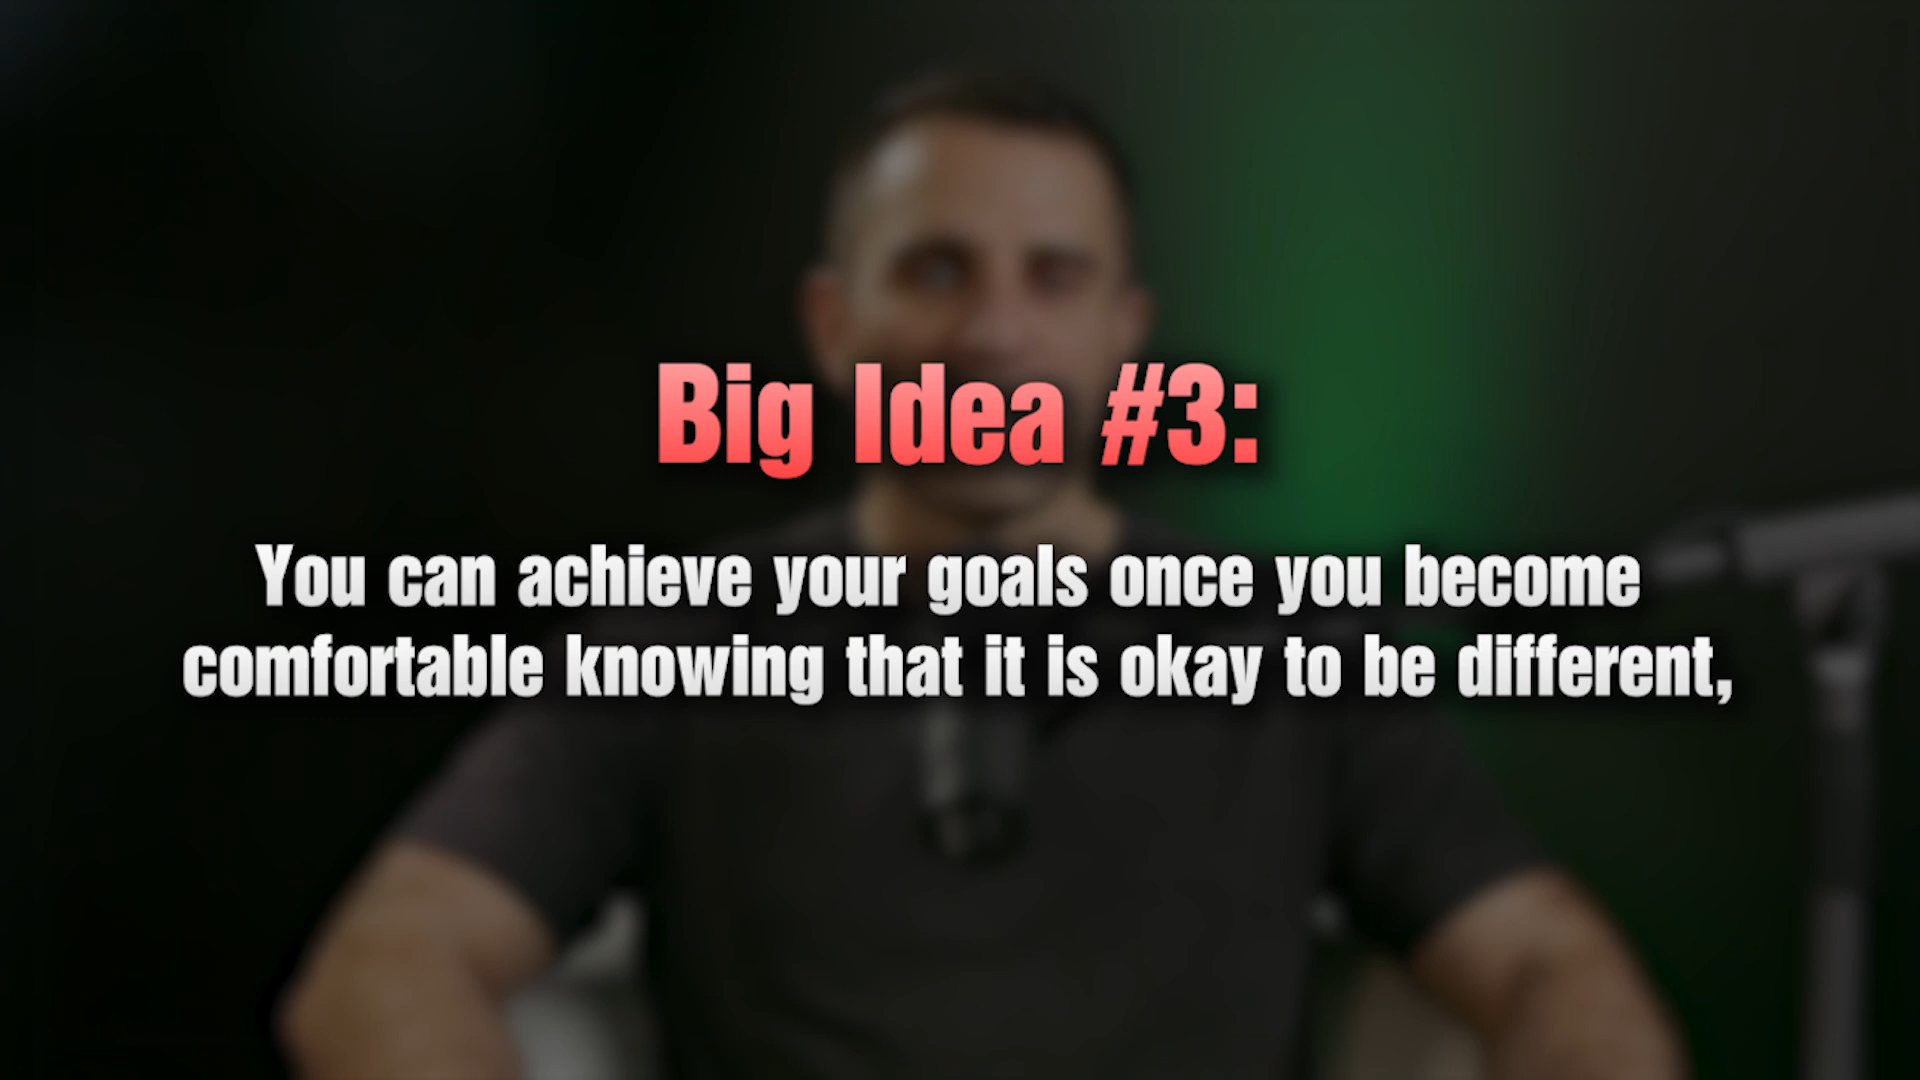 Big Idea #3:
You can achieve your goals once you become
comfortable knowing that it is okay to be different,